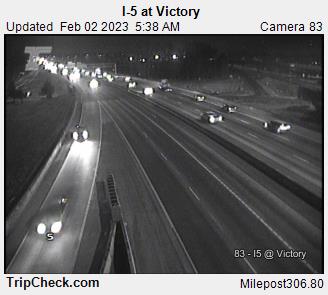 I-5 at Victory
Updated  Feb 02 2023  5:38 AM
Camera 83
S
83 - I5 @ Victory
TripCheck.com
Milepost306.80